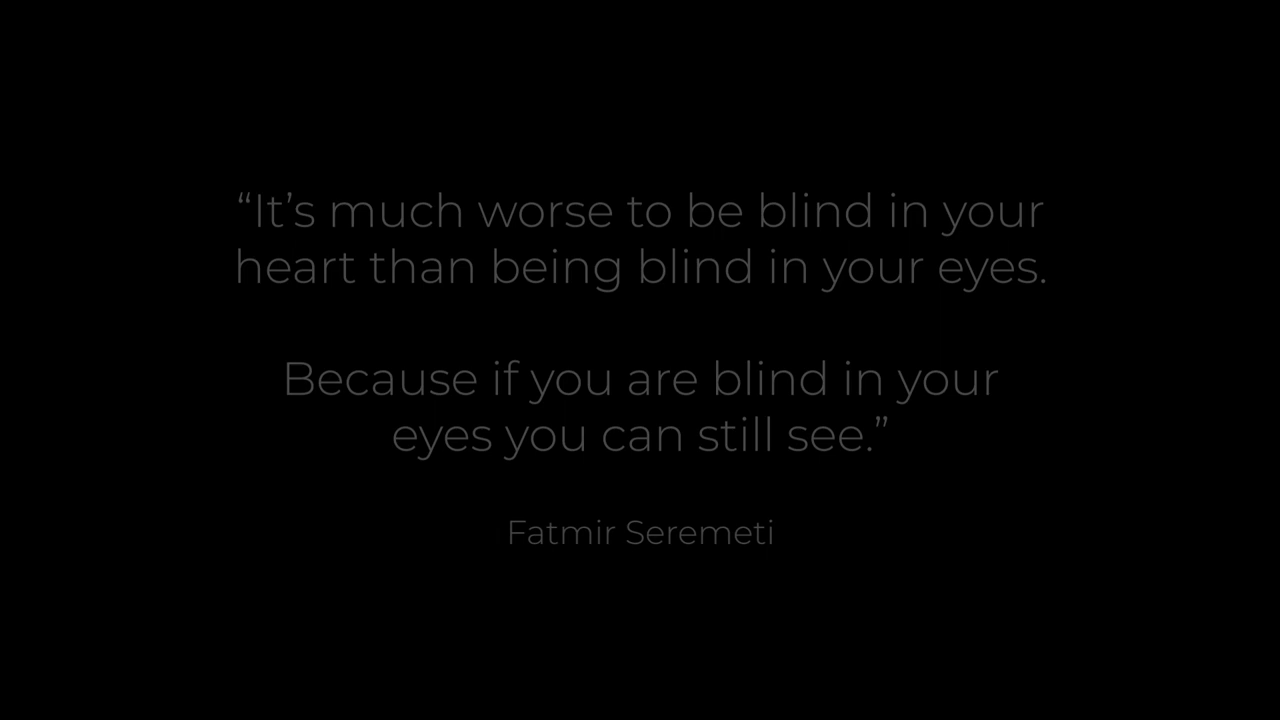 “It’s much worse to be blind in your
heart than being blind in your eyes.
Because if you are blind in your
eyes you can still see.”
Fatmir Seremeti